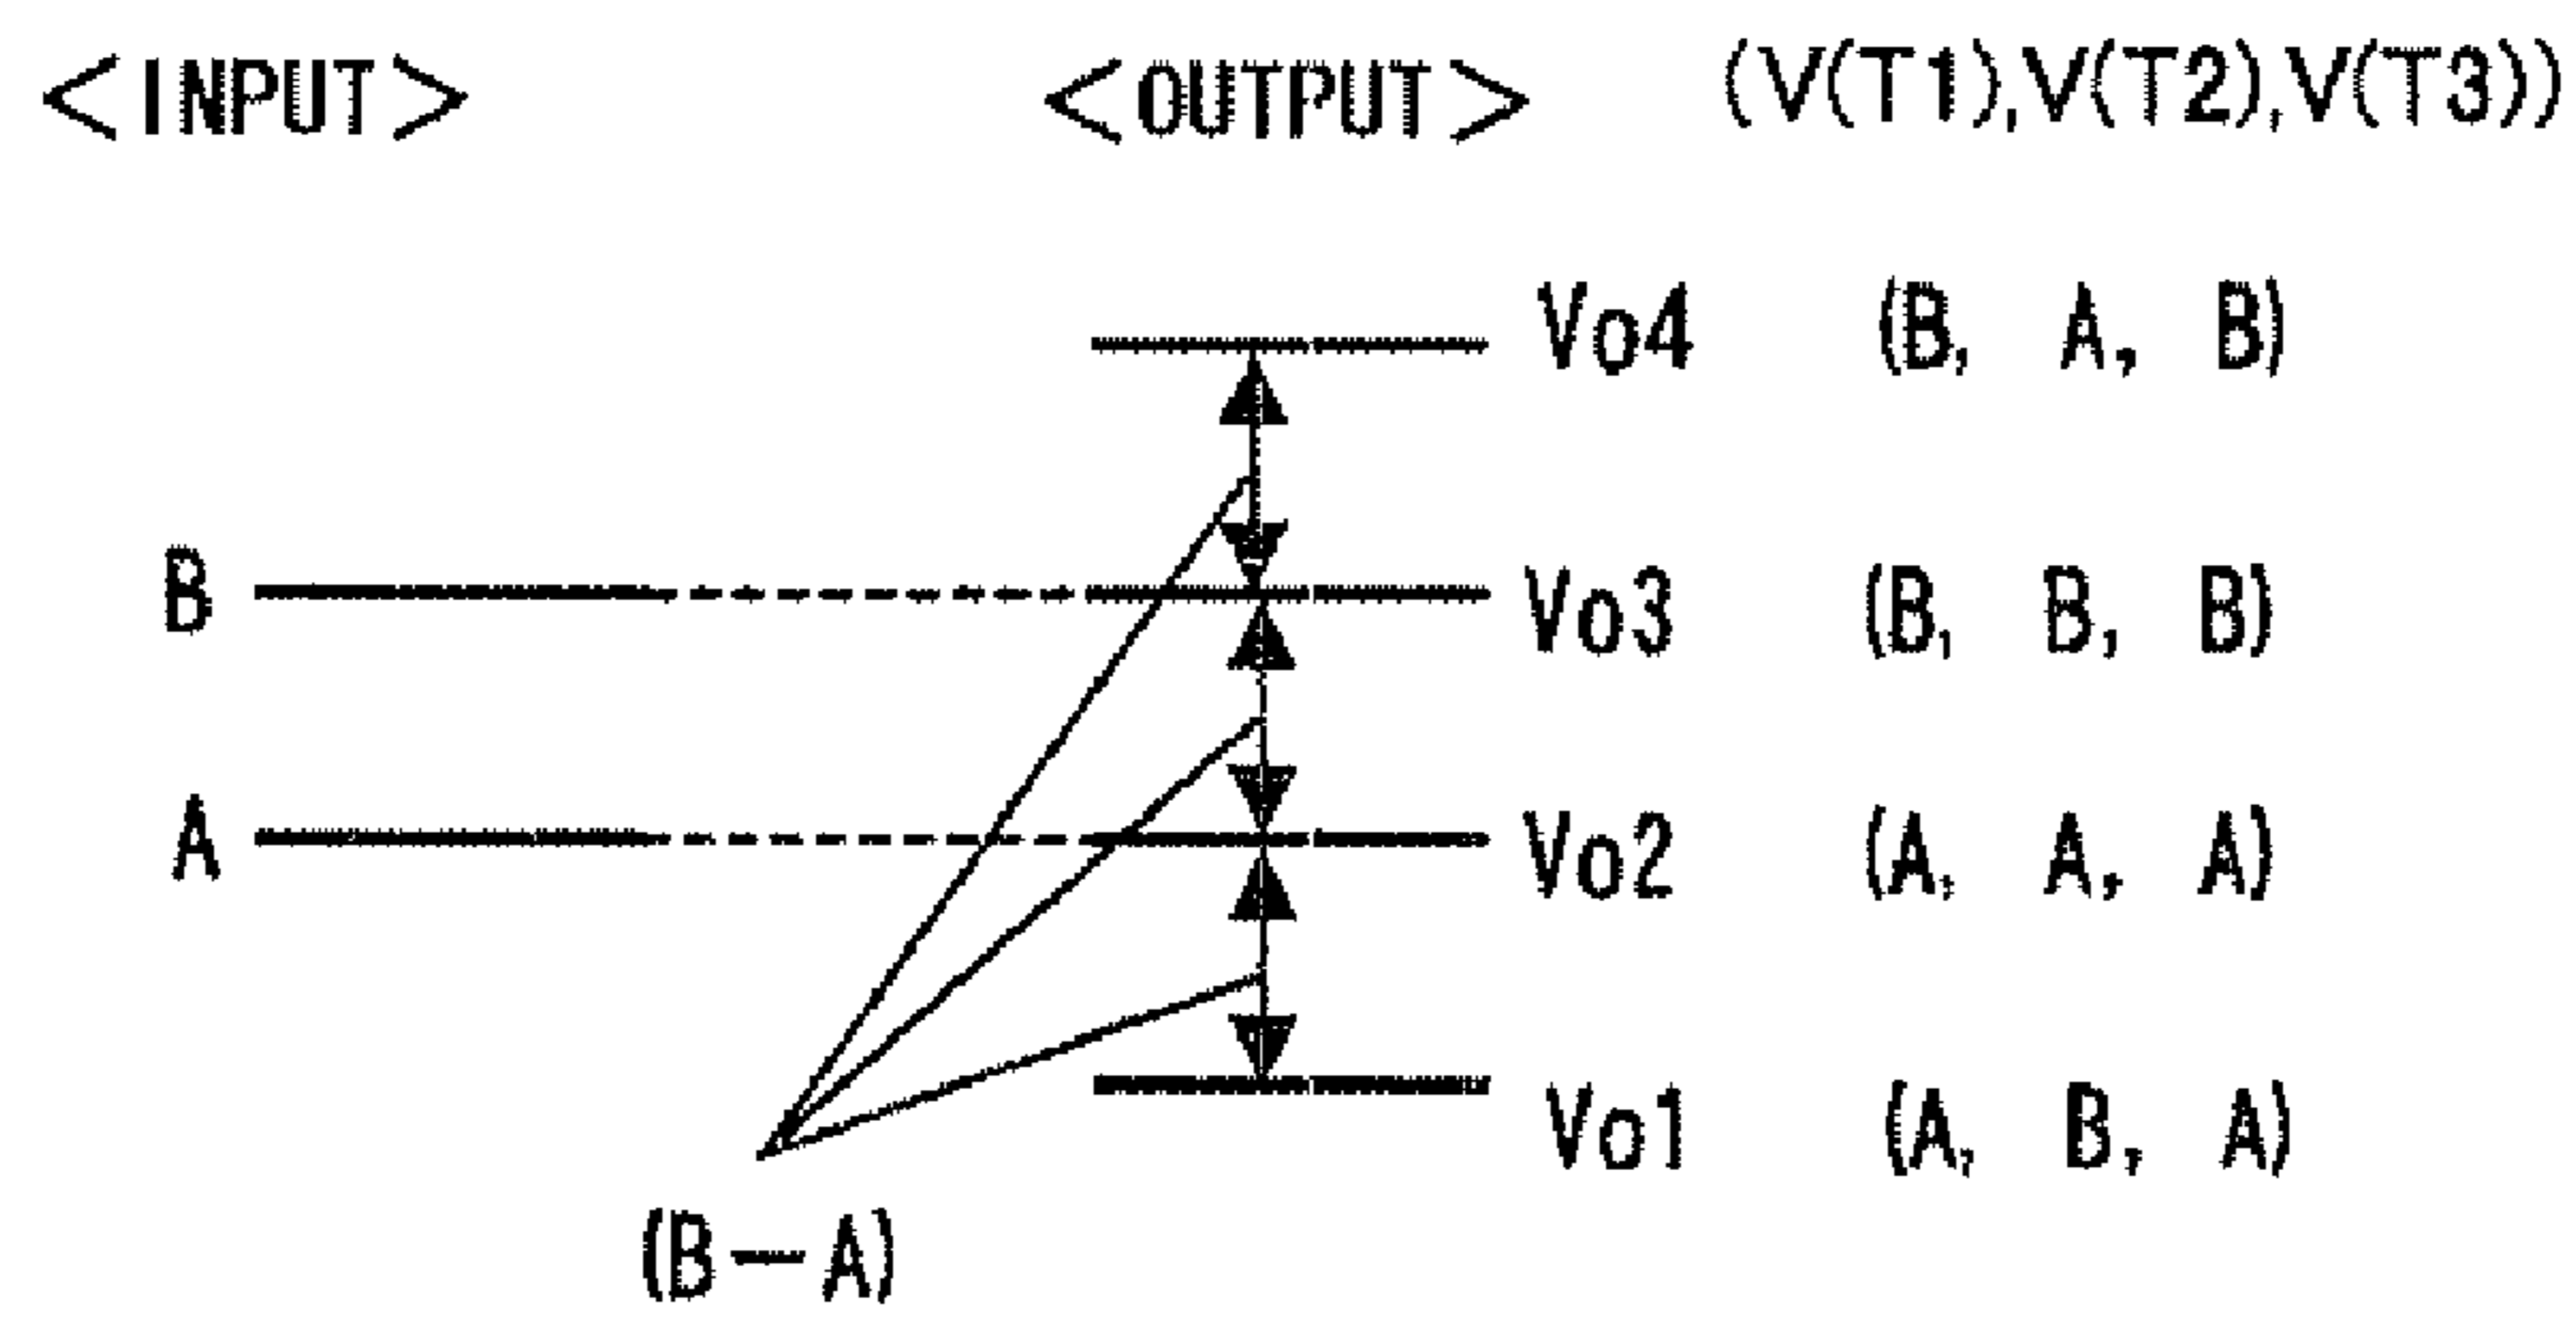 <INPUT> <OUTPUT> (V(T1),V(T2),V(T3))
Vo4 (B, A, B)
B Vo3 (B, B, B)
A Vo2 (A, A, A)
Vo1 (A, B, A)
(B-A)